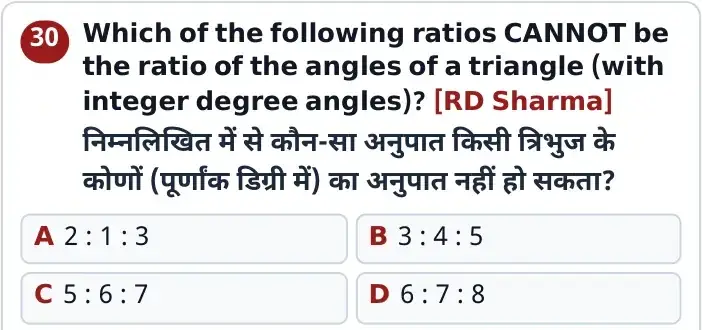 30 Which of the following ratios CANNOT be
the ratio of the angles of a triangle (with
integer degree angles)? [RD Sharma]
निम्नलिखित में से कौन-सा अनुपात किसी त्रिभुज के
कोणों (पूर्णांक डिग्री में) का अनुपात नहीं हो सकता?
A 2 : 1 : 3
B 3 : 4 : 5
C 5 : 6 : 7
D 6 : 7 : 8